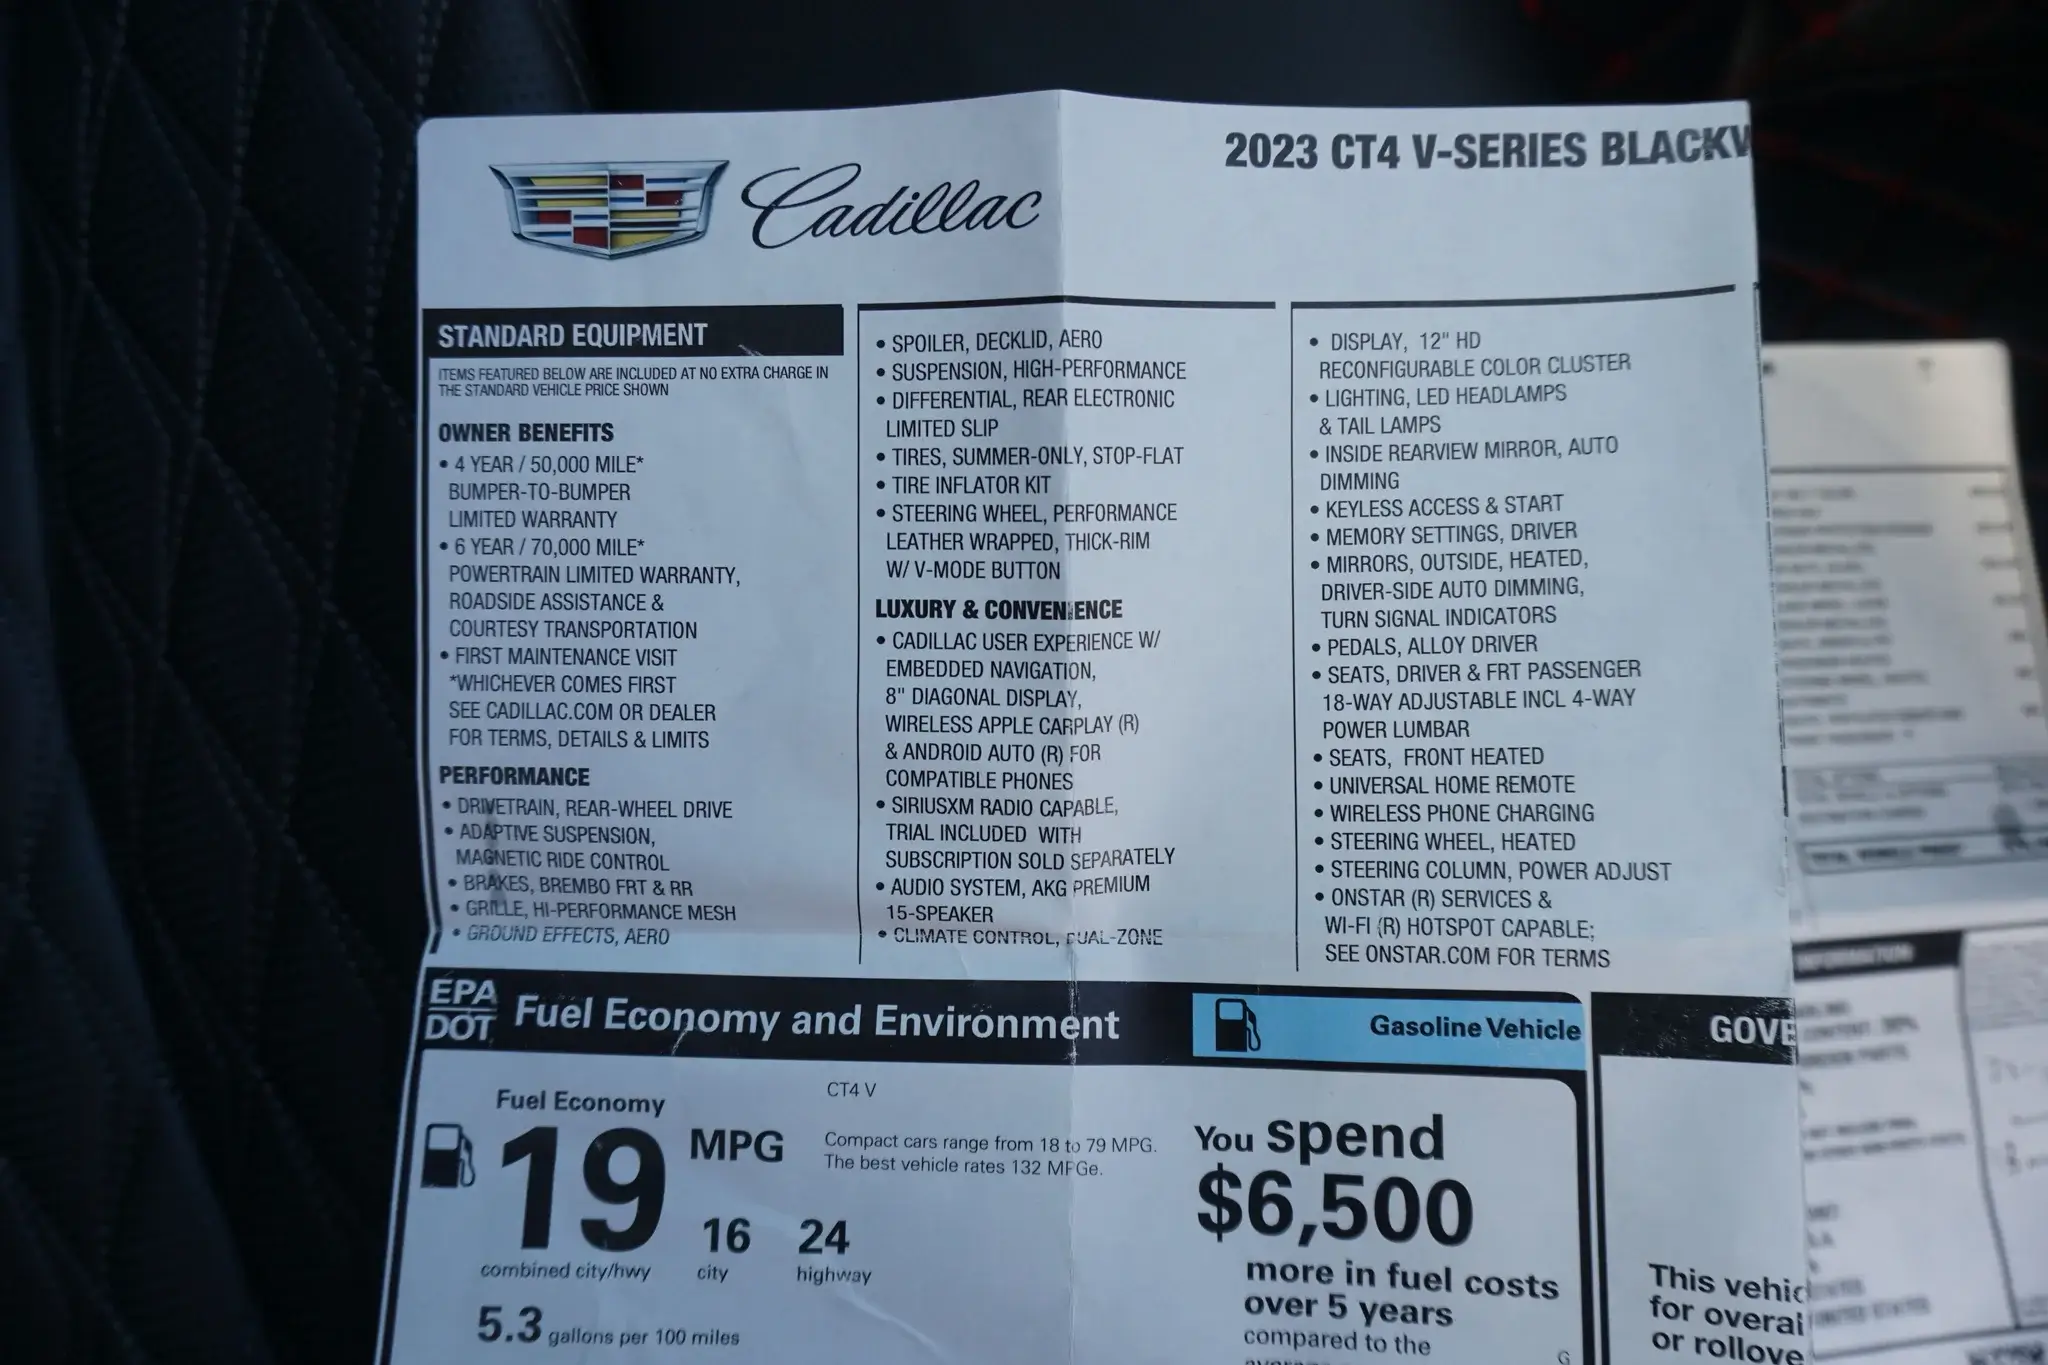 Cadillac
2023 CT4 V-SERIES BLACKW
STANDARD EQUIPMENT
ITEMS FEATURED BELOW ARE INCLUDED AT NO EXTRA CHARGE IN
THE STANDARD VEHICLE PRICE SHOWN
OWNER BENEFITS
• 4 YEAR / 50,000 MILE*
BUMPER-TO-BUMPER
LIMITED WARRANTY
• 6 YEAR / 70,000 MILE*
POWERTRAIN LIMITED WARRANTY,
ROADSIDE ASSISTANCE &
COURTESY TRANSPORTATION
• FIRST MAINTENANCE VISIT
*WHICHEVER COMES FIRST
SEE CADILLAC.COM OR DEALER
FOR TERMS, DETAILS & LIMITS
PERFORMANCE
• DRIVETRAIN, REAR-WHEEL DRIVE
• ADAPTIVE SUSPENSION,
MAGNETIC RIDE CONTROL
• BRAKES, BREMBO FRT & RR
• GRILLE, HI-PERFORMANCE MESH
• GROUND EFFECTS, AERO
• SPOILER, DECKLID, AERO
• SUSPENSION, HIGH-PERFORMANCE
• DIFFERENTIAL, REAR ELECTRONIC
LIMITED SLIP
• TIRES, SUMMER-ONLY, STOP-FLAT
• TIRE INFLATOR KIT
• STEERING WHEEL, PERFORMANCE
LEATHER WRAPPED, THICK-RIM
W/ V-MODE BUTTON
LUXURY & CONVENIENCE
• CADILLAC USER EXPERIENCE W/
EMBEDDED NAVIGATION,
8" DIAGONAL DISPLAY,
WIRELESS APPLE CARPLAY (R)
& ANDROID AUTO (R) FOR
COMPATIBLE PHONES
• SIRIUSXM RADIO CAPABLE,
TRIAL INCLUDED WITH
SUBSCRIPTION SOLD SEPARATELY
• AUDIO SYSTEM, AKG PREMIUM
15-SPEAKER
• CLIMATE CONTROL, DUAL-ZONE
• DISPLAY, 12" HD
RECONFIGURABLE COLOR CLUSTER
• LIGHTING, LED HEADLAMPS
& TAIL LAMPS
• INSIDE REARVIEW MIRROR, AUTO
DIMMING
• KEYLESS ACCESS & START
• MEMORY SETTINGS, DRIVER
• MIRRORS, OUTSIDE, HEATED,
DRIVER-SIDE AUTO DIMMING,
TURN SIGNAL INDICATORS
• PEDALS, ALLOY DRIVER
• SEATS, DRIVER & FRT PASSENGER
18-WAY ADJUSTABLE INCL 4-WAY
POWER LUMBAR
• SEATS, FRONT HEATED
• UNIVERSAL HOME REMOTE
• WIRELESS PHONE CHARGING
• STEERING WHEEL, HEATED
• STEERING COLUMN, POWER ADJUST
• ONSTAR (R) SERVICES &
WI-FI (R) HOTSPOT CAPABLE;
SEE ONSTAR.COM FOR TERMS
EPA
DOT
Fuel Economy and Environment
Gasoline Vehicle
Fuel Economy
CT4 V
19 MPG
Compact cars range from 18 to 79 MPG.
The best vehicle rates 132 MPGe.
16 24
combined city/hwy city highway
5.3 gallons per 100 miles
You spend
$6,500
more in fuel costs
over 5 years
compared to the
GOVE
This vehic
for overal
or rollove